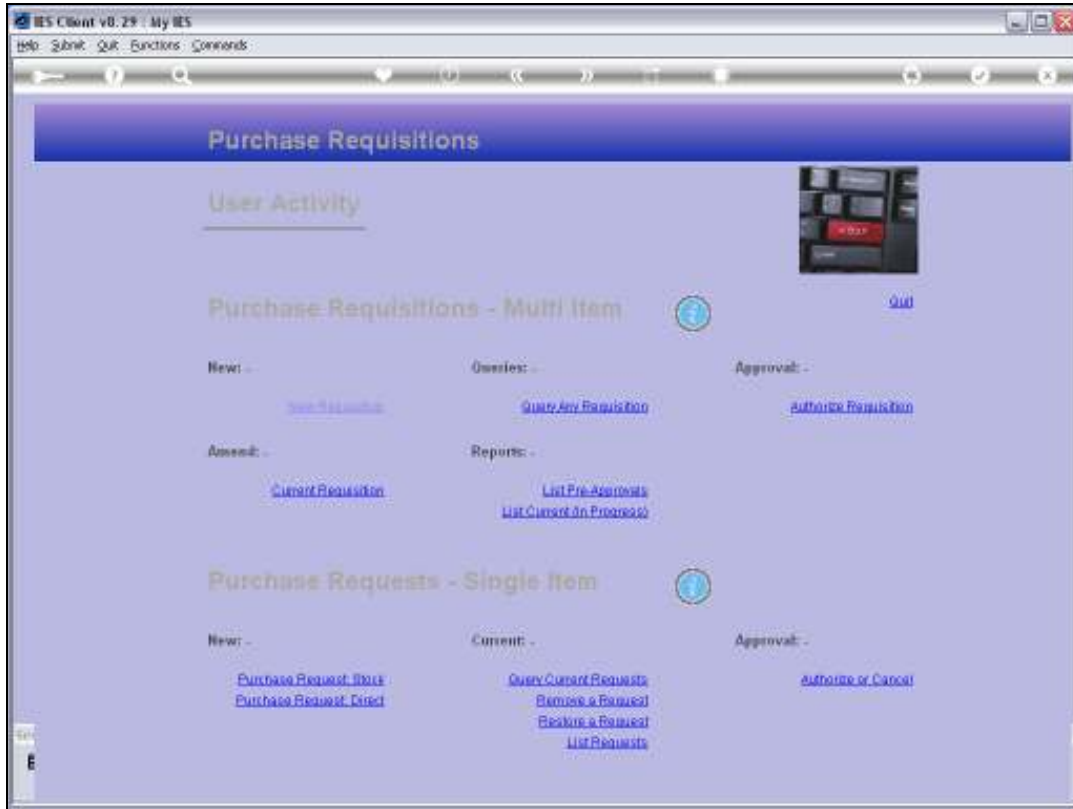 IES Client v8.29 : My IES
Help Submit Quit Functions Commands
Purchase Requisitions
User Activity
Purchase Requisitions - Multi Item
Quit
New: - Queries: - Approval: -
New Requisition Query Any Requisition Authorize Requisition
Amend: - Reports: -
Current Requisition List Pre-Approvals
List Current (In Progress)
Purchase Requests - Single Item
New: - Current: - Approval: -
Purchase Request: Stock Query Current Requests Authorize or Cancel
Purchase Request: Direct Remove a Request
Restore a Request
List Requests